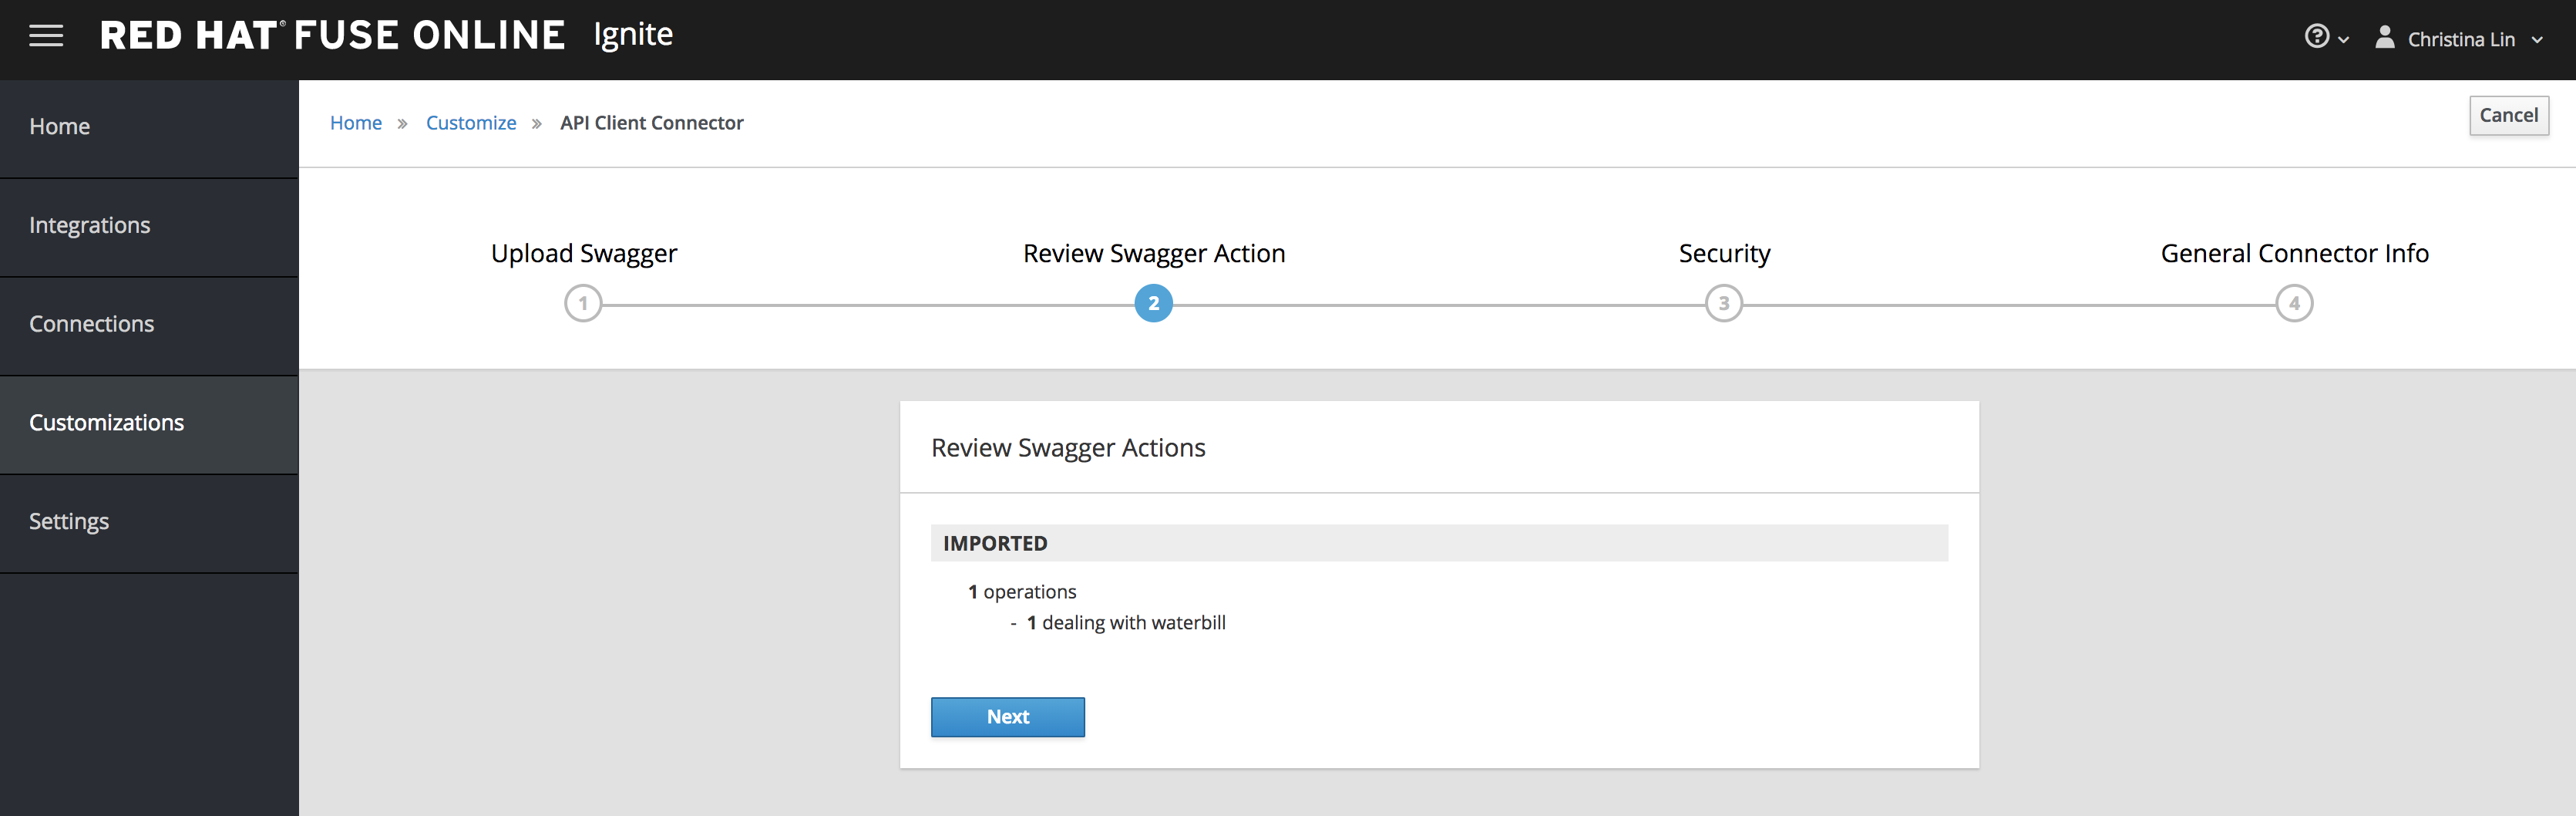 RED HAT® FUSE ONLINE Ignite
Christina Lin
Home
Integrations
Connections
Customizations
Settings
Home » Customize » API Client Connector
Cancel
Upload Swagger
1
Review Swagger Action
2
Security
3
General Connector Info
4
Review Swagger Actions
IMPORTED
1 operations
- 1 dealing with waterbill
Next